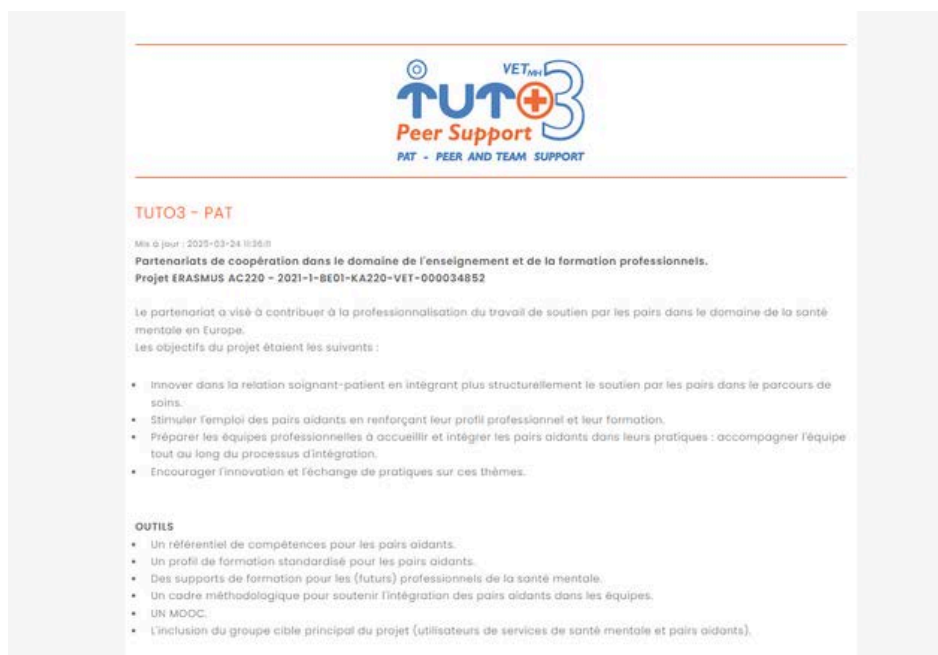 VETMH
TUTO3
Peer Support
PAT - PEER AND TEAM SUPPORT
TUTO3 - PAT
Mis à jour : 2025-03-24 11:36:11
Partenariats de coopération dans le domaine de l'enseignement et de la formation professionnels.
Projet ERASMUS AC220 - 2021-1-BE01-KA220-VET-000034852
Le partenariat a visé à contribuer à la professionnalisation du travail de soutien par les pairs dans le domaine de la santé
mentale en Europe.
Les objectifs du projet étaient les suivants :
• Innover dans la relation soignant-patient en intégrant plus structurellement le soutien par les pairs dans le parcours de
soins.
• Stimuler l'emploi des pairs aidants en renforçant leur profil professionnel et leur formation.
• Préparer les équipes professionnelles à accueillir et intégrer les pairs aidants dans leurs pratiques : accompagner l'équipe
tout au long du processus d'intégration.
• Encourager l'innovation et l'échange de pratiques sur ces thèmes.
OUTILS
• Un référentiel de compétences pour les pairs aidants.
• Un profil de formation standardisé pour les pairs aidants.
• Des supports de formation pour les (futurs) professionnels de la santé mentale.
• Un cadre méthodologique pour soutenir l'intégration des pairs aidants dans les équipes.
• UN MOOC.
• L'inclusion du groupe cible principal du projet (utilisateurs de services de santé mentale et pairs aidants).